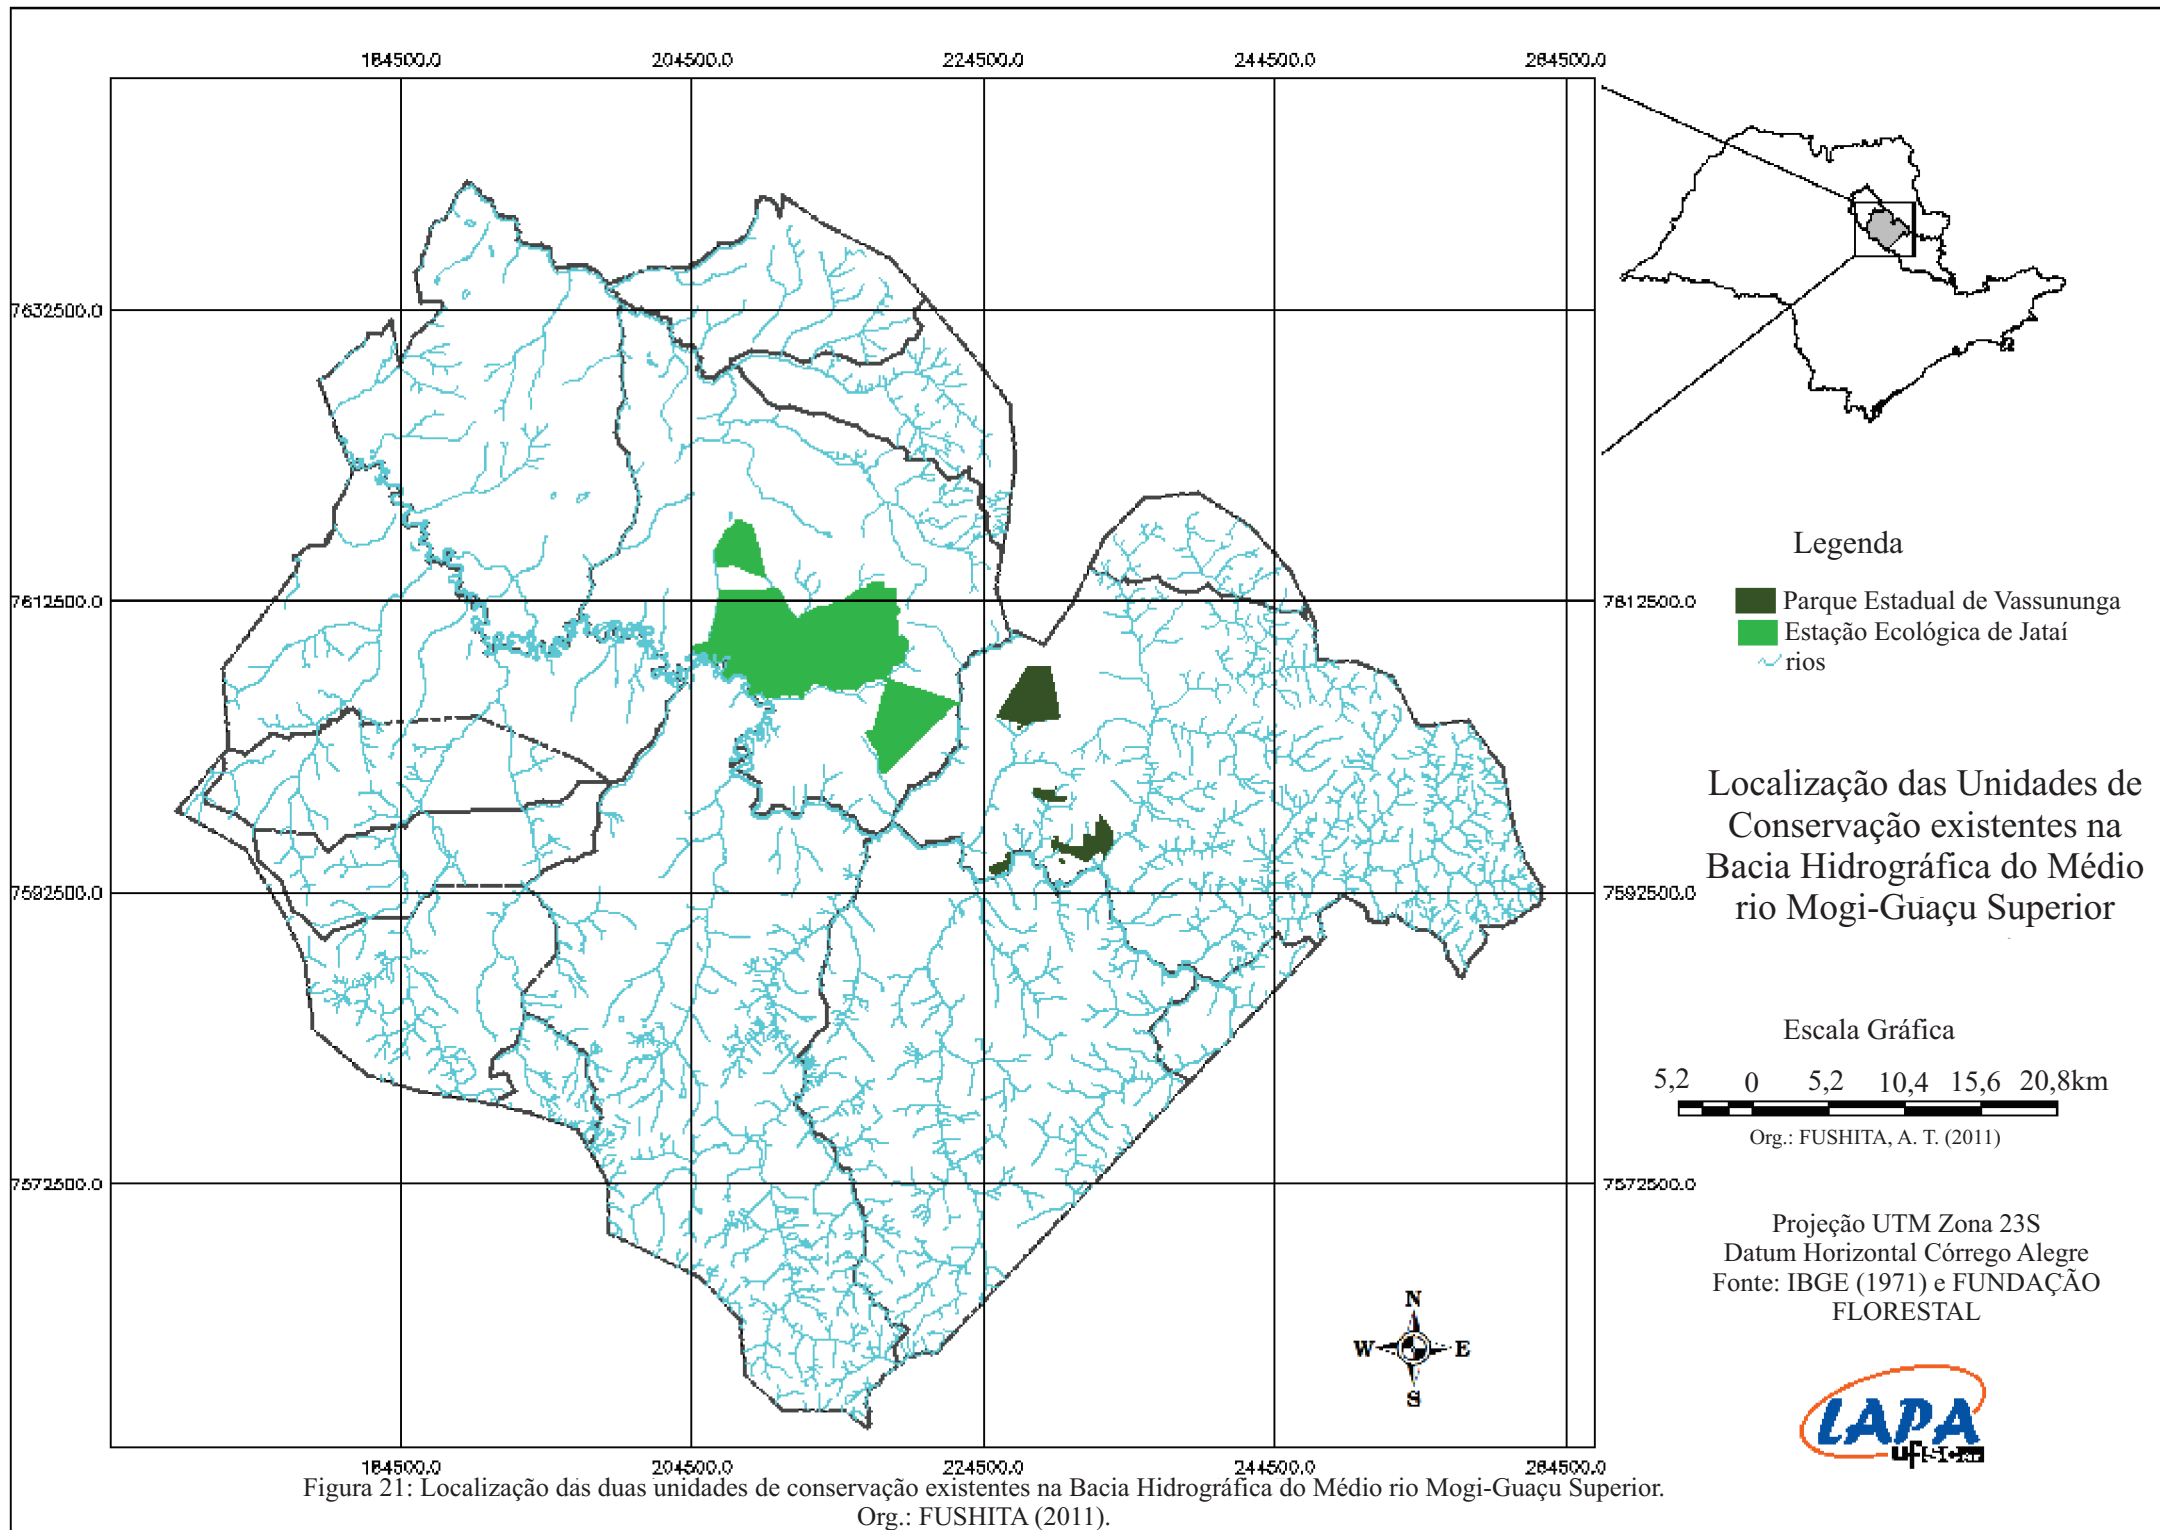 184500.0 204500.0 224500.0 244500.0 264500.0
7632500.0
7612500.0 7612500.0
7592500.0 7592500.0
7572500.0 7572500.0
184500.0 204500.0 224500.0 244500.0 264500.0
N
W E
S
Legenda
Parque Estadual de Vassununga
Estação Ecológica de Jataí
rios
Localização das Unidades de
Conservação existentes na
Bacia Hidrográfica do Médio
rio Mogi-Guaçu Superior
Escala Gráfica
5,2 0 5,2 10,4 15,6 20,8km
Org.: FUSHITA, A. T. (2011)
Projeção UTM Zona 23S
Datum Horizontal Córrego Alegre
Fonte: IBGE (1971) e FUNDAÇÃO
FLORESTAL
LAPA
Figura 21: Localização das duas unidades de conservação existentes na Bacia Hidrográfica do Médio rio Mogi-Guaçu Superior.
Org.: FUSHITA (2011).